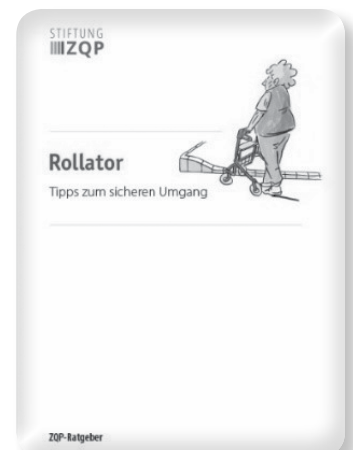 STIFTUNG
ZQP
Rollator
Tipps zum sicheren Umgang
ZQP-Ratgeber